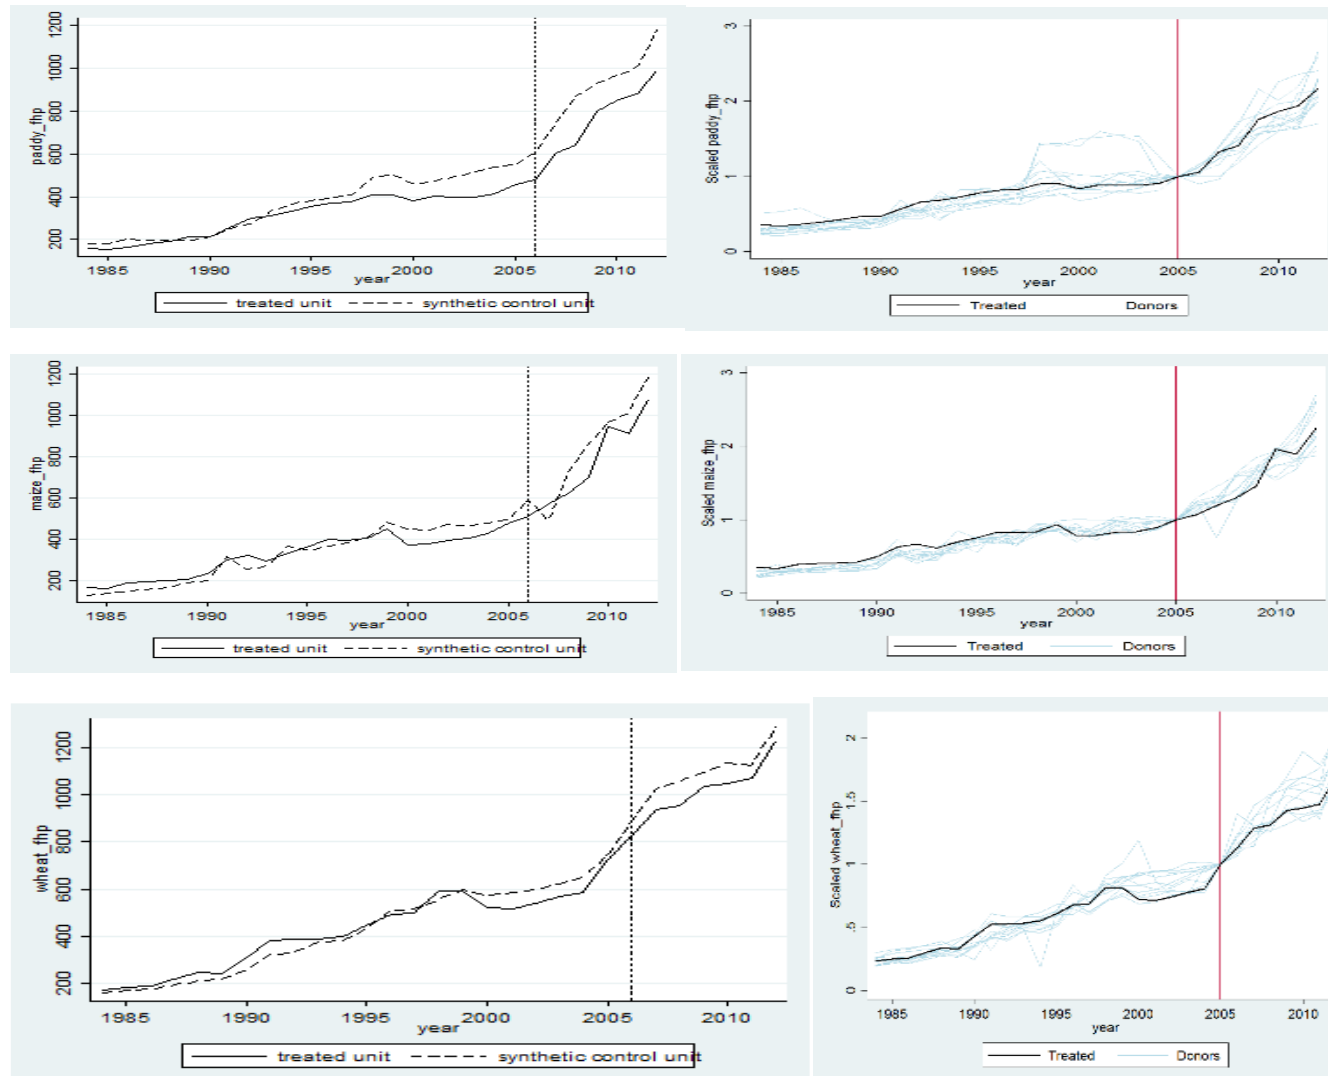 paddy_fhp
1200
1000
800
600
400
200
1985 1990 1995 2000 2005 2010
year
treated unit synthetic control unit
Scaled paddy_fhp
3
2
1
0
1985 1990 1995 2000 2005 2010
year
Treated Donors
maize_fhp
1200
1000
800
600
400
200
1985 1990 1995 2000 2005 2010
year
treated unit synthetic control unit
Scaled maize_fhp
3
2
1
0
1985 1990 1995 2000 2005 2010
year
Treated Donors
wheat_fhp
1200
1000
800
600
400
200
1985 1990 1995 2000 2005 2010
year
treated unit synthetic control unit
Scaled wheat_fhp
2
1.5
1
.5
0
1985 1990 1995 2000 2005 2010
year
Treated Donors